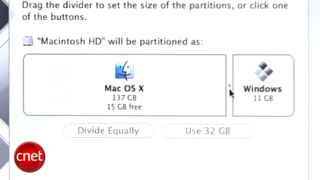 Drag the divider to set the size of the partitions, or click one
of the buttons.
"Macintosh HD" will be partitioned as:
Mac OS X
137 GB
15 GB free
Windows
11 GB
Divide Equally
Use 32 GB
cnet